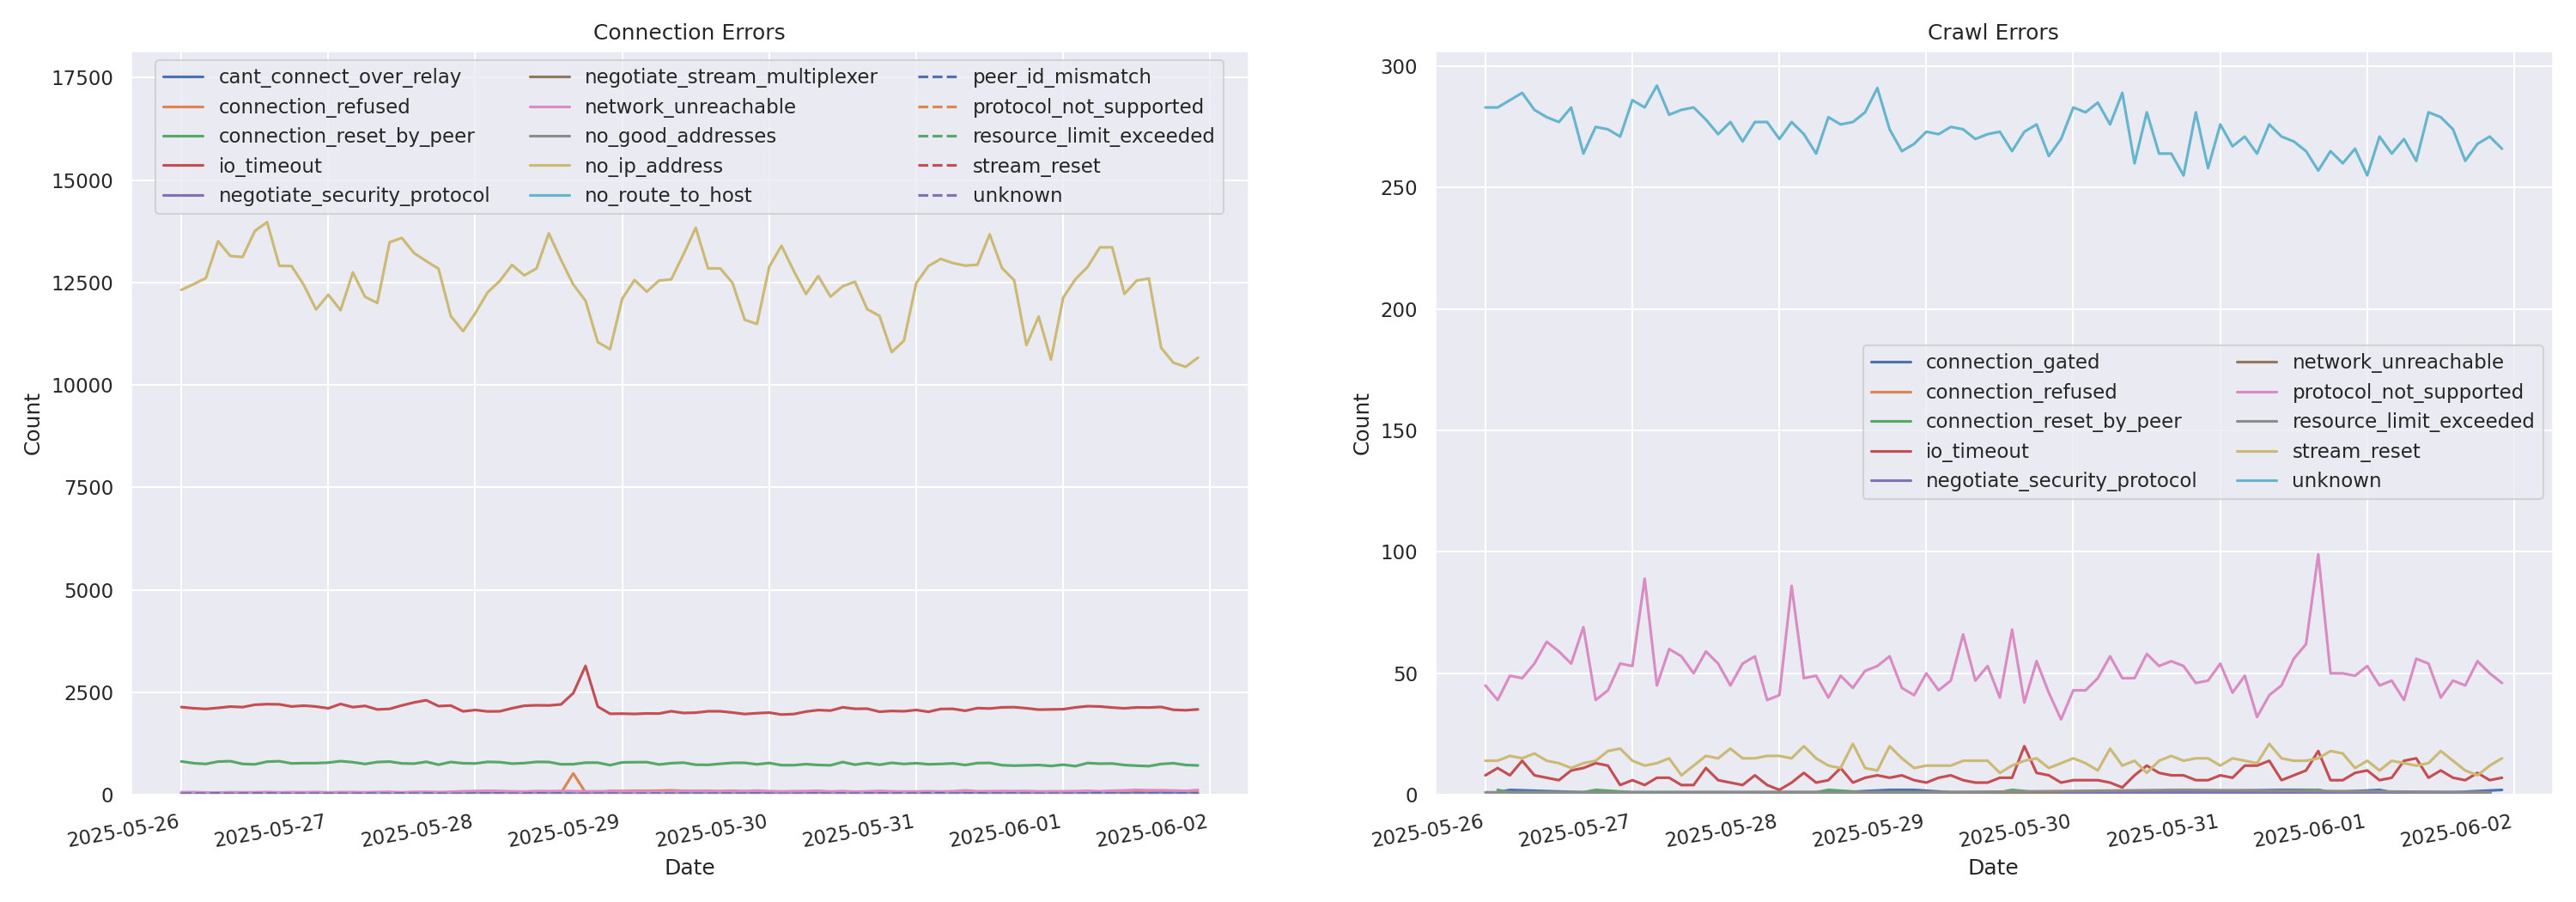 Connection Errors
17500
15000
12500
10000
7500
5000
2500
0
Count
cant_connect_over_relay
connection_refused
connection_reset_by_peer
io_timeout
negotiate_security_protocol
negotiate_stream_multiplexer
network_unreachable
no_good_addresses
no_ip_address
no_route_to_host
peer_id_mismatch
protocol_not_supported
resource_limit_exceeded
stream_reset
unknown
2025-05-26
2025-05-27
2025-05-28
2025-05-29
2025-05-30
2025-05-31
2025-06-01
2025-06-02
Date
Crawl Errors
300
250
200
150
100
50
0
Count
connection_gated
connection_refused
connection_reset_by_peer
io_timeout
negotiate_security_protocol
network_unreachable
protocol_not_supported
resource_limit_exceeded
stream_reset
unknown
2025-05-26
2025-05-27
2025-05-28
2025-05-29
2025-05-30
2025-05-31
2025-06-01
2025-06-02
Date